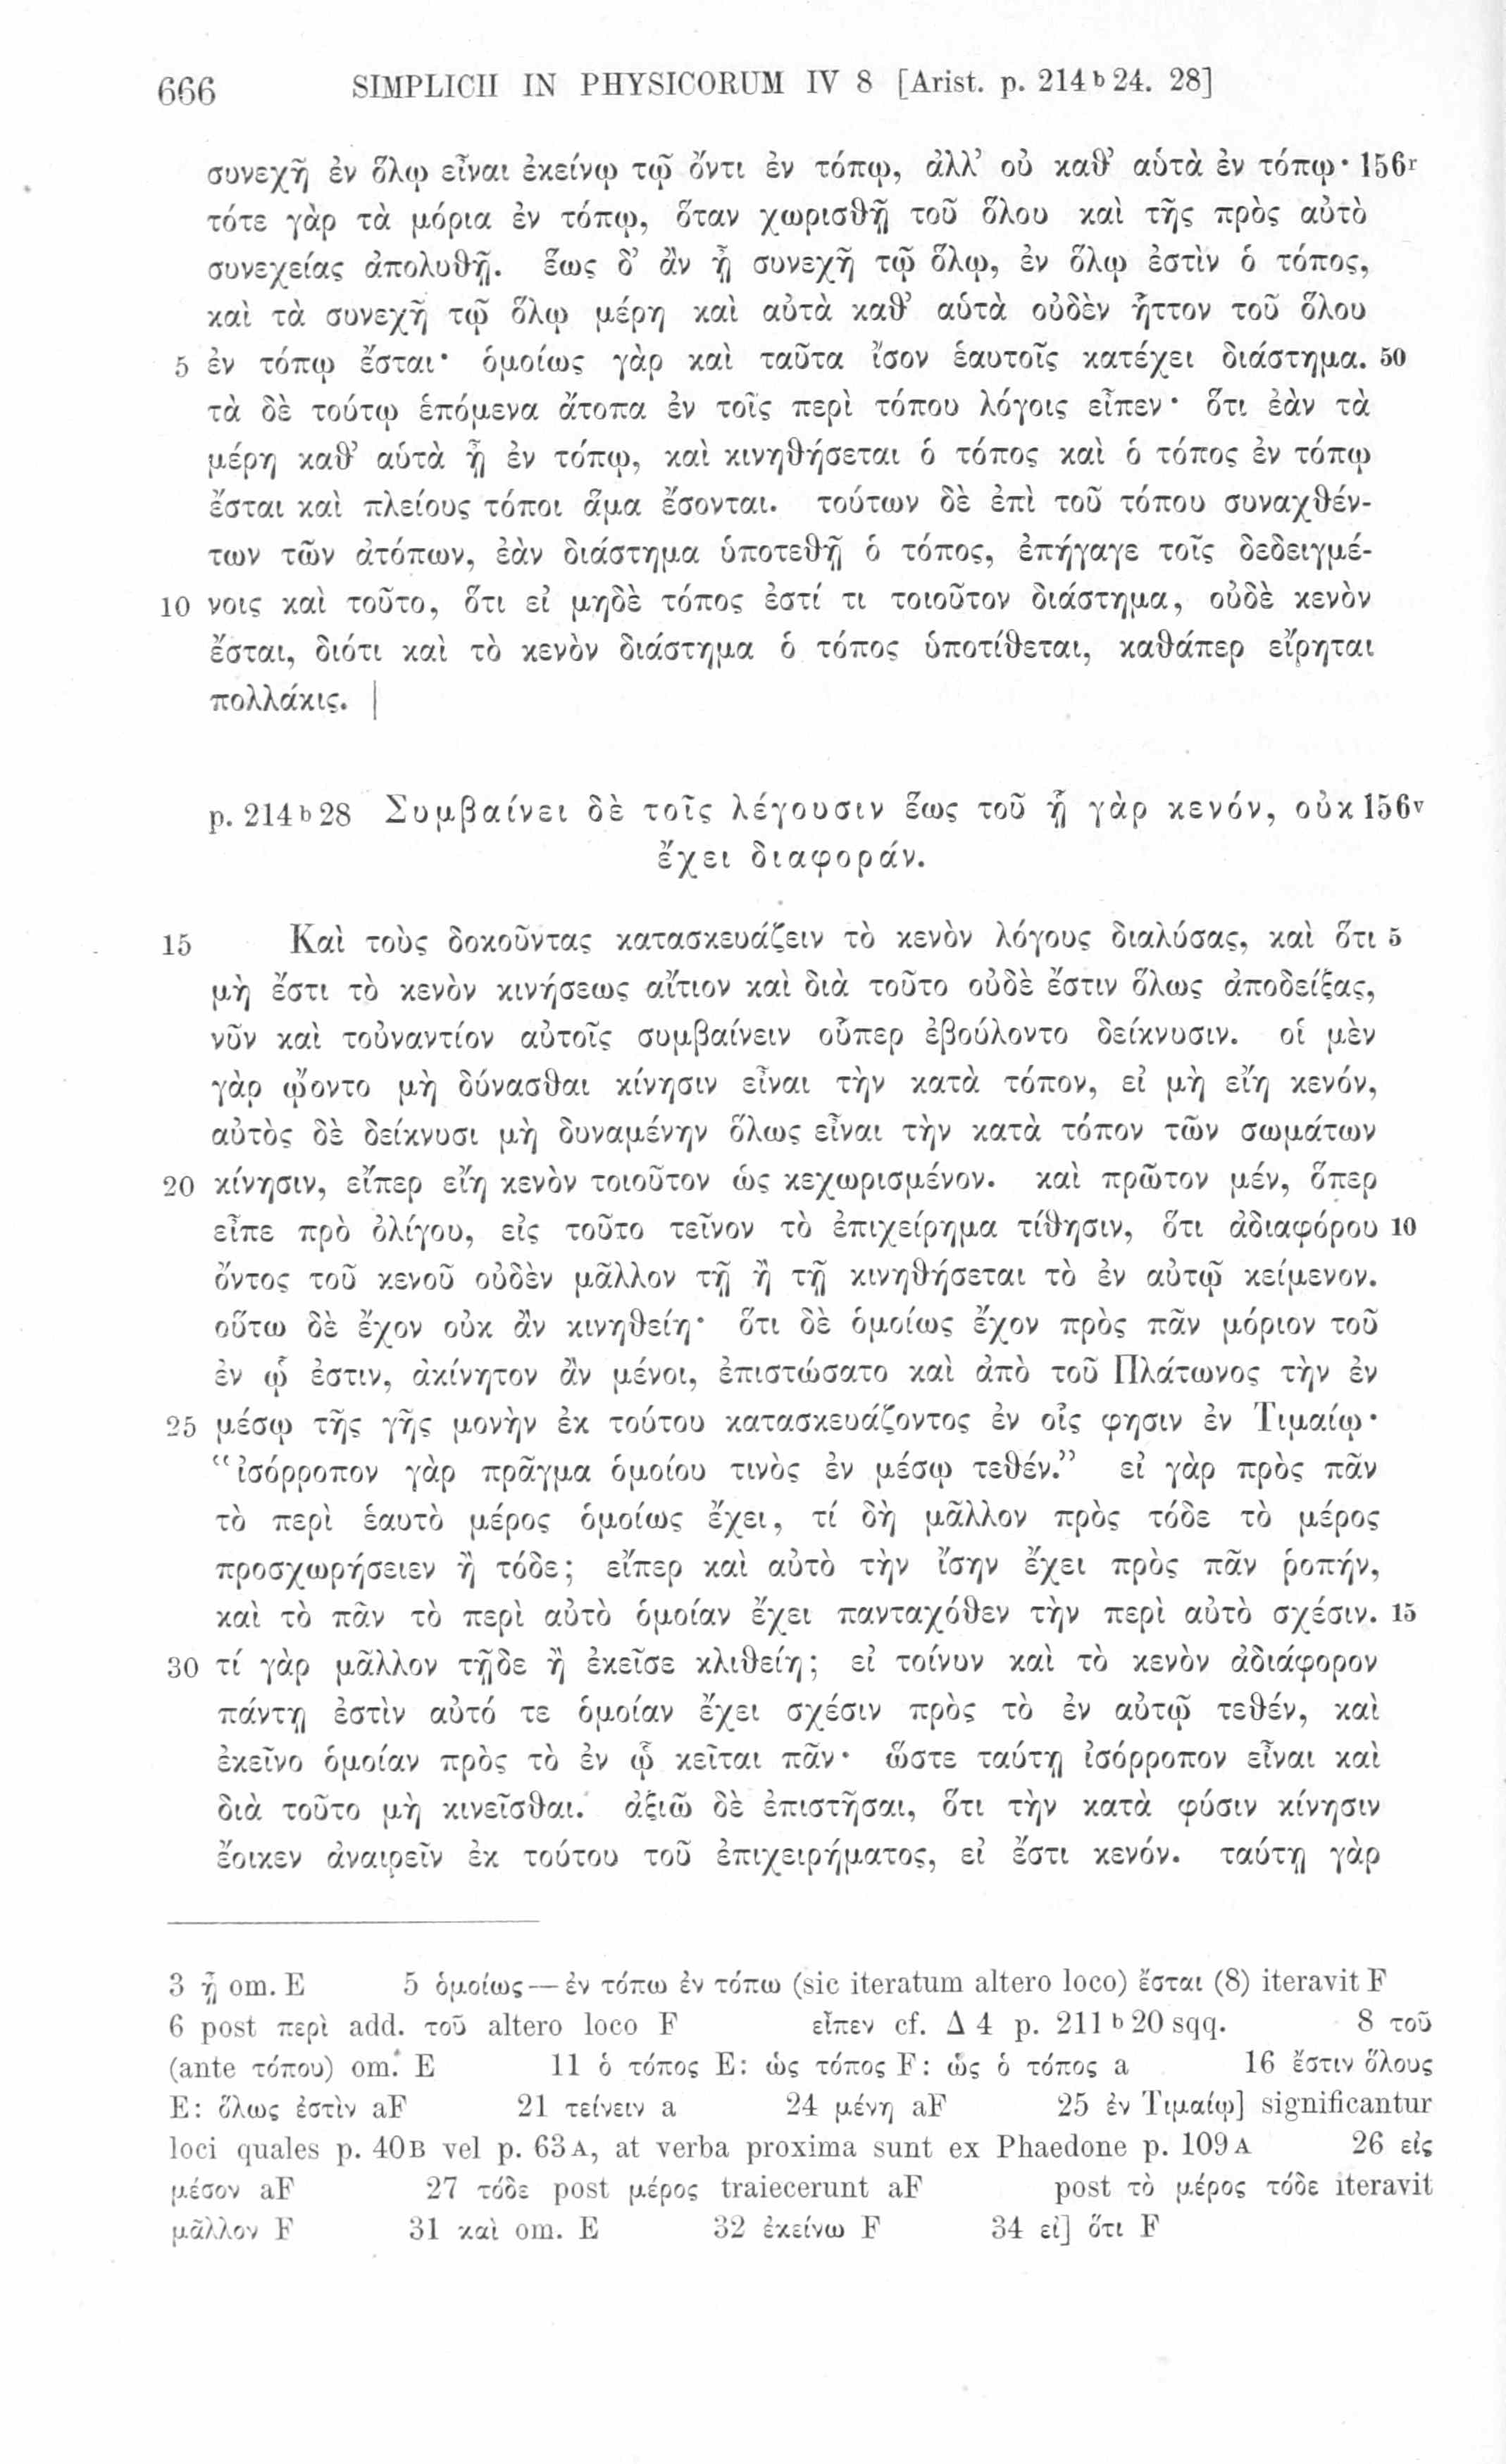 666 SIMPLICII IN PHYSICORUM IV 8 [Arist. p. 214b24. 28]
συνεχῆ ἐν ὅλῳ εἶναι ἐκείνῳ τῷ ὄντι ἐν τόπῳ, ἀλλ’ οὐ καθ’ αὑτὰ ἐν τόπῳ· 156r
τότε γὰρ τὰ μόρια ἐν τόπῳ, ὅταν χωρισθῇ τοῦ ὅλου καὶ τῆς πρὸς αὐτὸ
συνεχείας ἀπολυθῇ. ἕως δ’ ἂν ᾖ συνεχῆ τῷ ὅλῳ, ἐν ὅλῳ ἐστὶν ὁ τόπος,
καὶ τὰ συνεχῆ τῷ ὅλῳ μέρη καὶ αὐτὰ καθ’ αὑτὰ οὐδὲν ἧττον τοῦ ὅλου
5 ἐν τόπῳ ἔσται· ὁμοίως γὰρ καὶ ταῦτα ἴσον ἑαυτοῖς κατέχει διάστημα. 50
τὰ δὲ τούτῳ ἑπόμενα ἄτοπα ἐν τοῖς περὶ τόπου λόγοις εἶπεν· ὅτι ἐὰν τὰ
μέρη καθ’ αὑτὰ ᾖ ἐν τόπῳ, καὶ κινηθήσεται ὁ τόπος καὶ ὁ τόπος ἐν τόπῳ
ἔσται καὶ πλείους τόποι ἅμα ἔσονται. τούτων δὲ ἐπὶ τοῦ τόπου συναχθέν-
των τῶν ἀτόπων, ἐὰν διάστημα ὑποτεθῇ ὁ τόπος, ἐπήγαγε τοῖς δεδειγμέ-
10 νοις καὶ τοῦτο, ὅτι εἰ μηδὲ τόπος ἐστί τι τοιοῦτον διάστημα, οὐδὲ κενὸν
ἔσται, διότι καὶ τὸ κενὸν διάστημα ὁ τόπος ὑποτίθεται, καθάπερ εἴρηται
πολλάκις. |
p. 214b28 Συμβαίνει δὲ τοῖς λέγουσιν ἕως τοῦ ᾗ γὰρ κενόν, οὐκ 156v
ἔχει διαφοράν.
15 Καὶ τοὺς δοκοῦντας κατασκευάζειν τὸ κενὸν λόγους διαλύσας, καὶ ὅτι 5
μὴ ἔστι τὸ κενὸν κινήσεως αἴτιον καὶ διὰ τοῦτο οὐδὲ ἔστιν ὅλως ἀποδείξας,
νῦν καὶ τοὐναντίον αὐτοῖς συμβαίνειν οὗπερ ἐβούλοντο δείκνυσιν. οἱ μὲν
γὰρ ᾤοντο μὴ δύνασθαι κίνησιν εἶναι τὴν κατὰ τόπον, εἰ μὴ εἴη κενόν,
αὐτὸς δὲ δείκνυσι μὴ δυναμένην ὅλως εἶναι τὴν κατὰ τόπον τῶν σωμάτων
20 κίνησιν, εἴπερ εἴη κενὸν τοιοῦτον ὡς κεχωρισμένον. καὶ πρῶτον μέν, ὅπερ
εἶπε πρὸ ὀλίγου, εἰς τοῦτο τεῖνον τὸ ἐπιχείρημα τίθησιν, ὅτι ἀδιαφόρου 10
ὄντος τοῦ κενοῦ οὐδὲν μᾶλλον τῇ ἢ τῇ κινηθήσεται τὸ ἐν αὐτῷ κείμενον.
οὕτω δὲ ἔχον οὐκ ἂν κινηθείη· ὅτι δὲ ὁμοίως ἔχον πρὸς πᾶν μόριον τοῦ
ἐν ᾧ ἐστιν, ἀκίνητον ἂν μένοι, ἐπιστώσατο καὶ ἀπὸ τοῦ Πλάτωνος τὴν ἐν
25 μέσῳ τῆς γῆς μονὴν ἐκ τούτου κατασκευάζοντος ἐν οἷς φησιν ἐν Τιμαίῳ·
“ἰσόρροπον γὰρ πρᾶγμα ὁμοίου τινὸς ἐν μέσῳ τεθέν.” εἰ γὰρ πρὸς πᾶν
τὸ περὶ ἑαυτὸ μέρος ὁμοίως ἔχει, τί δὴ μᾶλλον πρὸς τόδε τὸ μέρος
προσχωρήσειεν ἢ τόδε; εἴπερ καὶ αὐτὸ τὴν ἴσην ἔχει πρὸς πᾶν ῥοπήν,
καὶ τὸ πᾶν τὸ περὶ αὐτὸ ὁμοίαν ἔχει πανταχόθεν τὴν περὶ αὐτὸ σχέσιν. 15
30 τί γὰρ μᾶλλον τῇδε ἢ ἐκεῖσε κλιθείη; εἰ τοίνυν καὶ τὸ κενὸν ἀδιάφορον
πάντῃ ἐστὶν αὐτό τε ὁμοίαν ἔχει σχέσιν πρὸς τὸ ἐν αὐτῷ τεθέν, καὶ
ἐκεῖνο ὁμοίαν πρὸς τὸ ἐν ᾧ κεῖται πᾶν· ὥστε ταύτῃ ἰσόρροπον εἶναι καὶ
διὰ τοῦτο μὴ κινεῖσθαι. ἀξιῶ δὲ ἐπιστῆσαι, ὅτι τὴν κατὰ φύσιν κίνησιν
ἔοικεν ἀναιρεῖν ἐκ τούτου τοῦ ἐπιχειρήματος, εἰ ἔστι κενόν. ταύτῃ γὰρ
3 ᾖ om. E 5 ὁμοίως — ἐν τόπω ἐν τόπω (sic iteratum altero loco) ἔσται (8) iteravit F
6 post περὶ add. τοῦ altero loco F εἶπεν cf. Δ 4 p. 211b20 sqq. 8 τοῦ
(ante τόπου) om. E 11 ὁ τόπος E: ὡς τόπος F: ὡς ὁ τόπος a 16 ἔστιν ὅλους
E: ὅλως ἐστὶν aF 21 τείνειν a 24 μένη aF 25 ἐν Τιμαίῳ] significantur
loci quales p. 40B vel p. 63A, at verba proxima sunt ex Phaedone p. 109A 26 εἰς
μέσον aF 27 τόδε post μέρος traiecerunt aF post τὸ μέρος τόδε iteravit
μᾶλλον F 31 καὶ om. E 32 ἐκείνω F 34 εἰ] ὅτι F